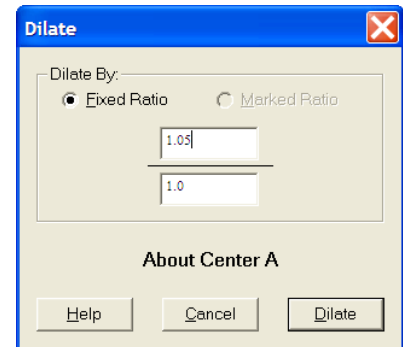 Dilate
Dilate By:
Fixed Ratio Marked Ratio
1.05
1.0
About Center A
Help Cancel Dilate